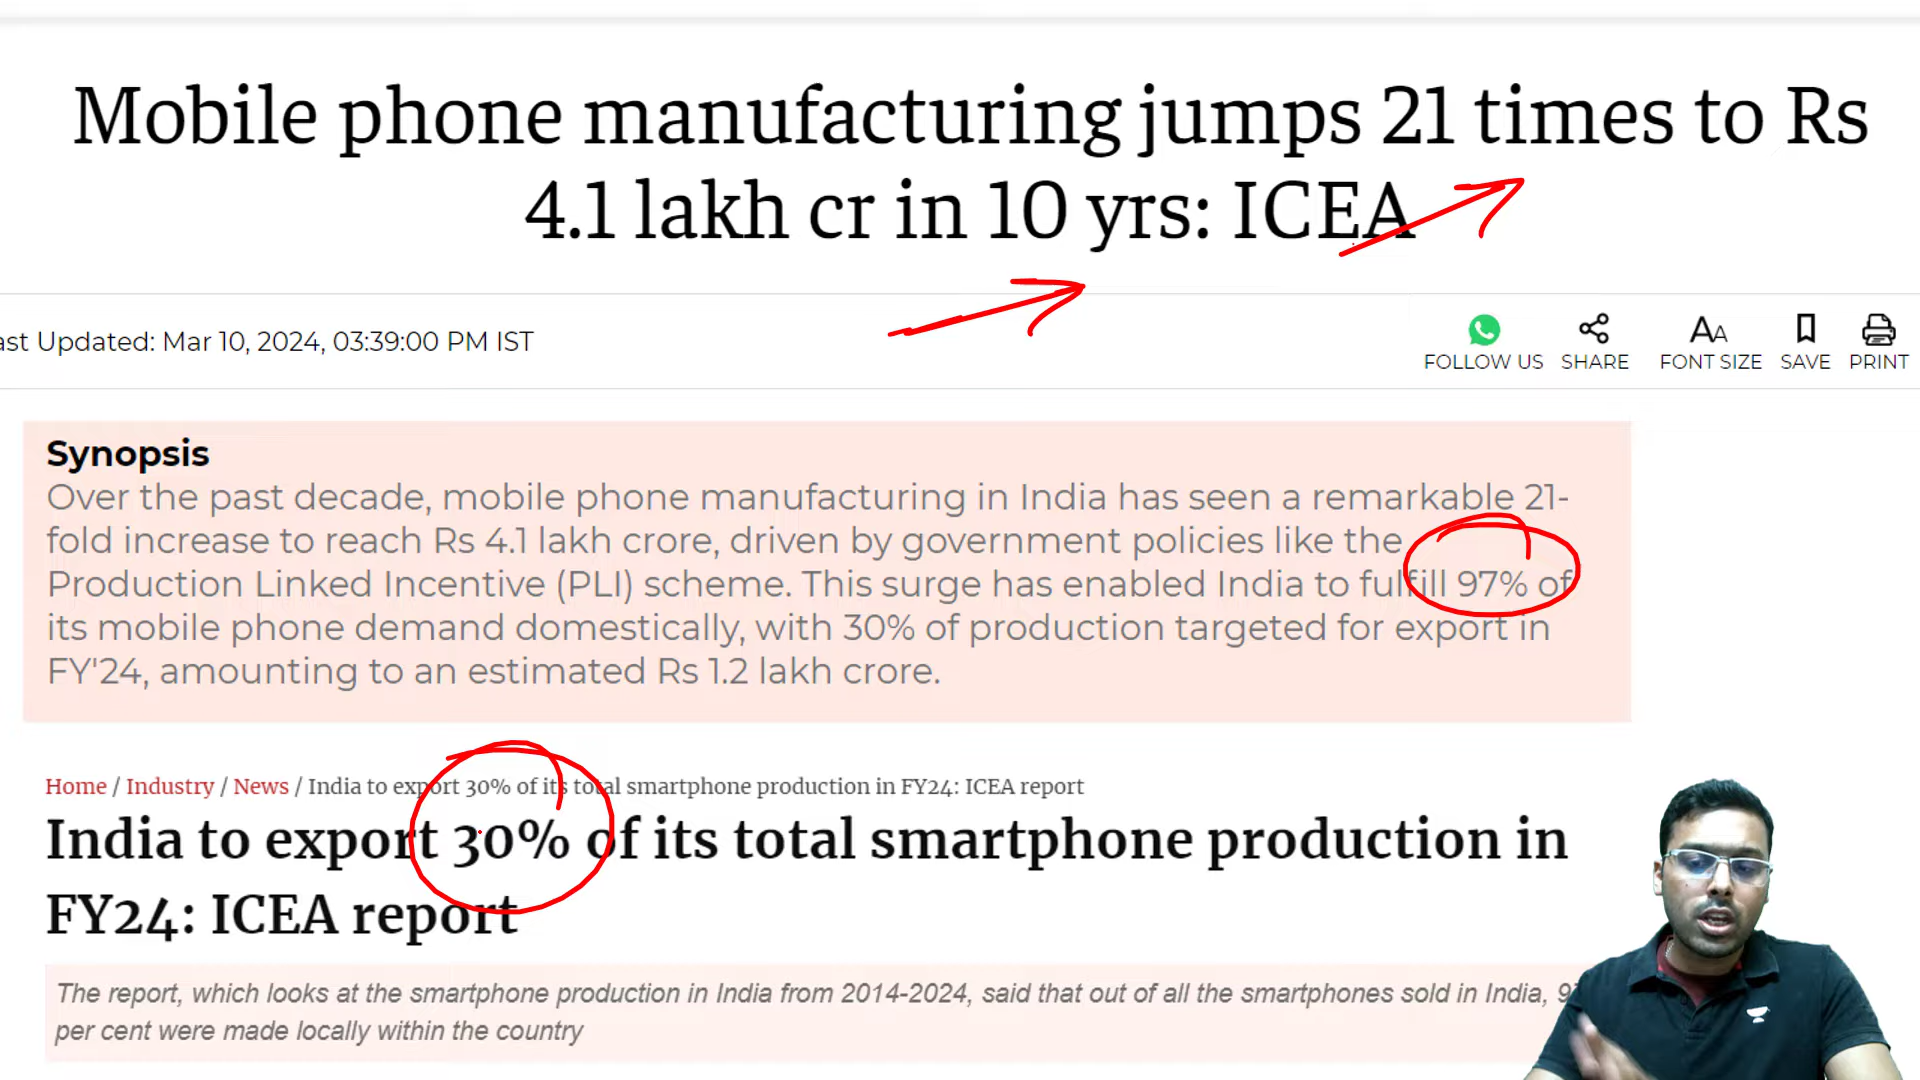 Mobile phone manufacturing jumps 21 times to Rs
4.1 lakh cr in 10 yrs: ICEA
ast Updated: Mar 10, 2024, 03:39:00 PM IST
FOLLOW US SHARE FONT SIZE SAVE PRINT
Synopsis
Over the past decade, mobile phone manufacturing in India has seen a remarkable 21-
fold increase to reach Rs 4.1 lakh crore, driven by government policies like the
Production Linked Incentive (PLI) scheme. This surge has enabled India to fulfill 97% of
its mobile phone demand domestically, with 30% of production targeted for export in
FY'24, amounting to an estimated Rs 1.2 lakh crore.
Home / Industry / News / India to export 30% of its total smartphone production in FY24: ICEA report
India to export 30% of its total smartphone production in
FY24: ICEA report
The report, which looks at the smartphone production in India from 2014-2024, said that out of all the smartphones sold in India,
per cent were made locally within the country